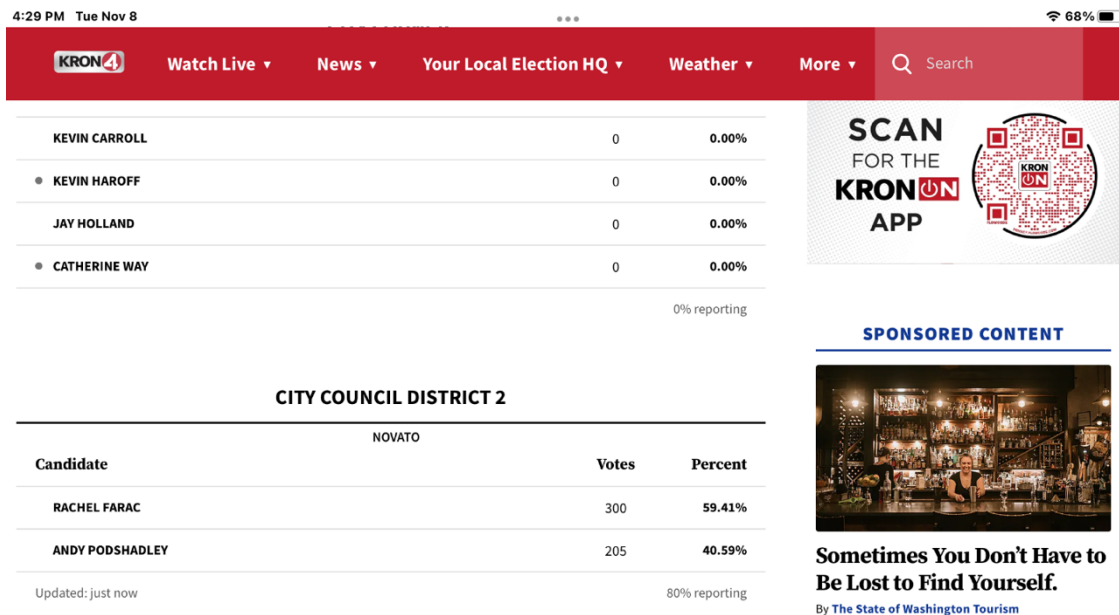 4:29 PM Tue Nov 8
68%
KRON 4
Watch Live ▾ News ▾ Your Local Election HQ ▾ Weather ▾ More ▾ Search
KEVIN CARROLL 0 0.00%
KEVIN HAROFF 0 0.00%
JAY HOLLAND 0 0.00%
CATHERINE WAY 0 0.00%
0% reporting
CITY COUNCIL DISTRICT 2
NOVATO
Candidate Votes Percent
RACHEL FARAC 300 59.41%
ANDY PODSHADLEY 205 40.59%
Updated: just now 80% reporting
SCAN
FOR THE
KRON ON
APP
KRON
ON
SPONSORED CONTENT
Sometimes You Don't Have to
Be Lost to Find Yourself.
By The State of Washington Tourism